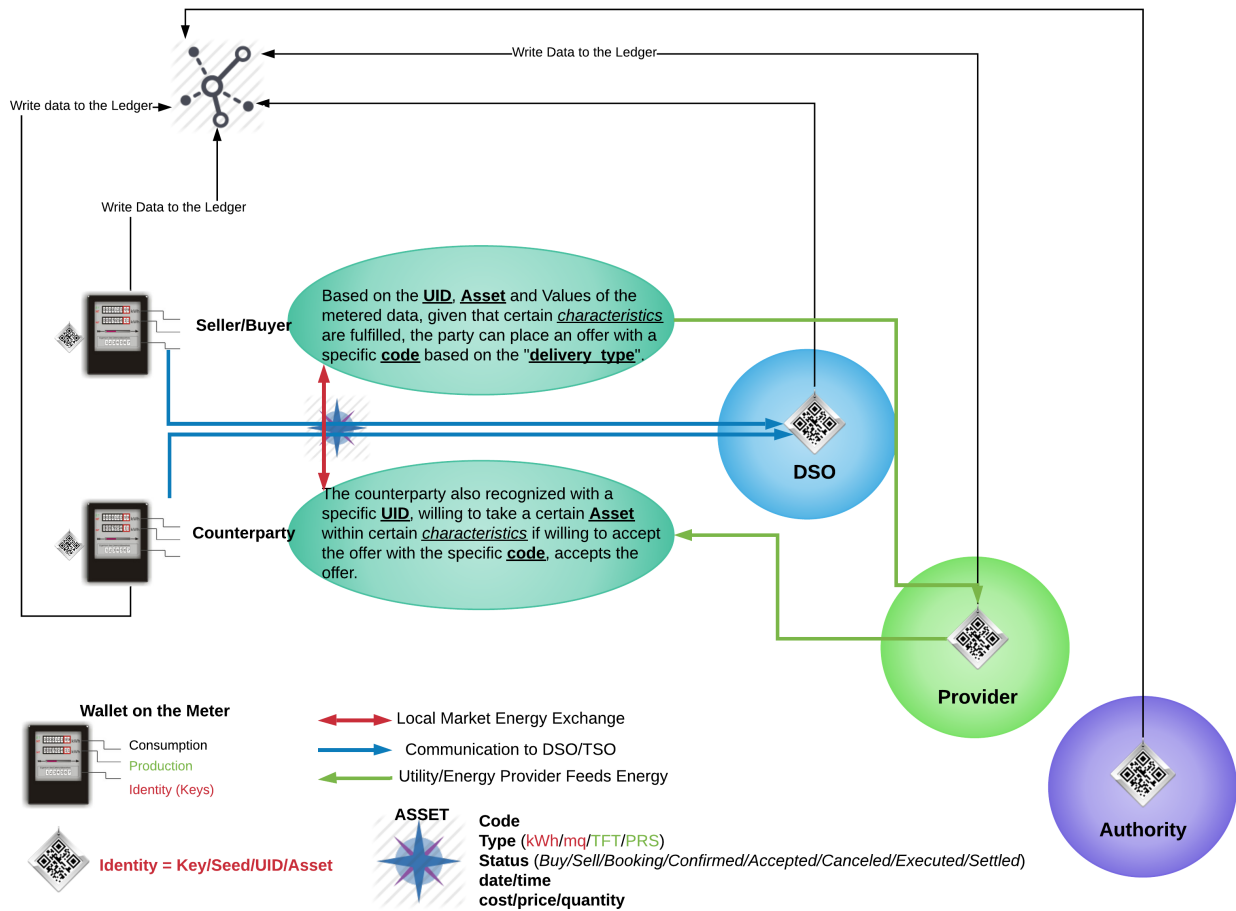 Write Data to the Ledger
Write data to the Ledger
Write Data to the Ledger
Seller/Buyer
Based on the UID, Asset and Values of the
metered data, given that certain characteristics
are fulfilled, the party can place an offer with a
specific code based on the "delivery_type".
DSO
Counterparty
The counterparty also recognized with a
specific UID, willing to take a certain Asset
within certain characteristics if willing to accept
the offer with the specific code, accepts the
offer.
Provider
Authority
Wallet on the Meter
Consumption
Production
Identity (Keys)
Local Market Energy Exchange
Communication to DSO/TSO
Utility/Energy Provider Feeds Energy
Identity = Key/Seed/UID/Asset
ASSET
Code
Type (kWh/mq/TFT/PRS)
Status (Buy/Sell/Booking/Confirmed/Accepted/Canceled/Executed/Settled)
date/time
cost/price/quantity